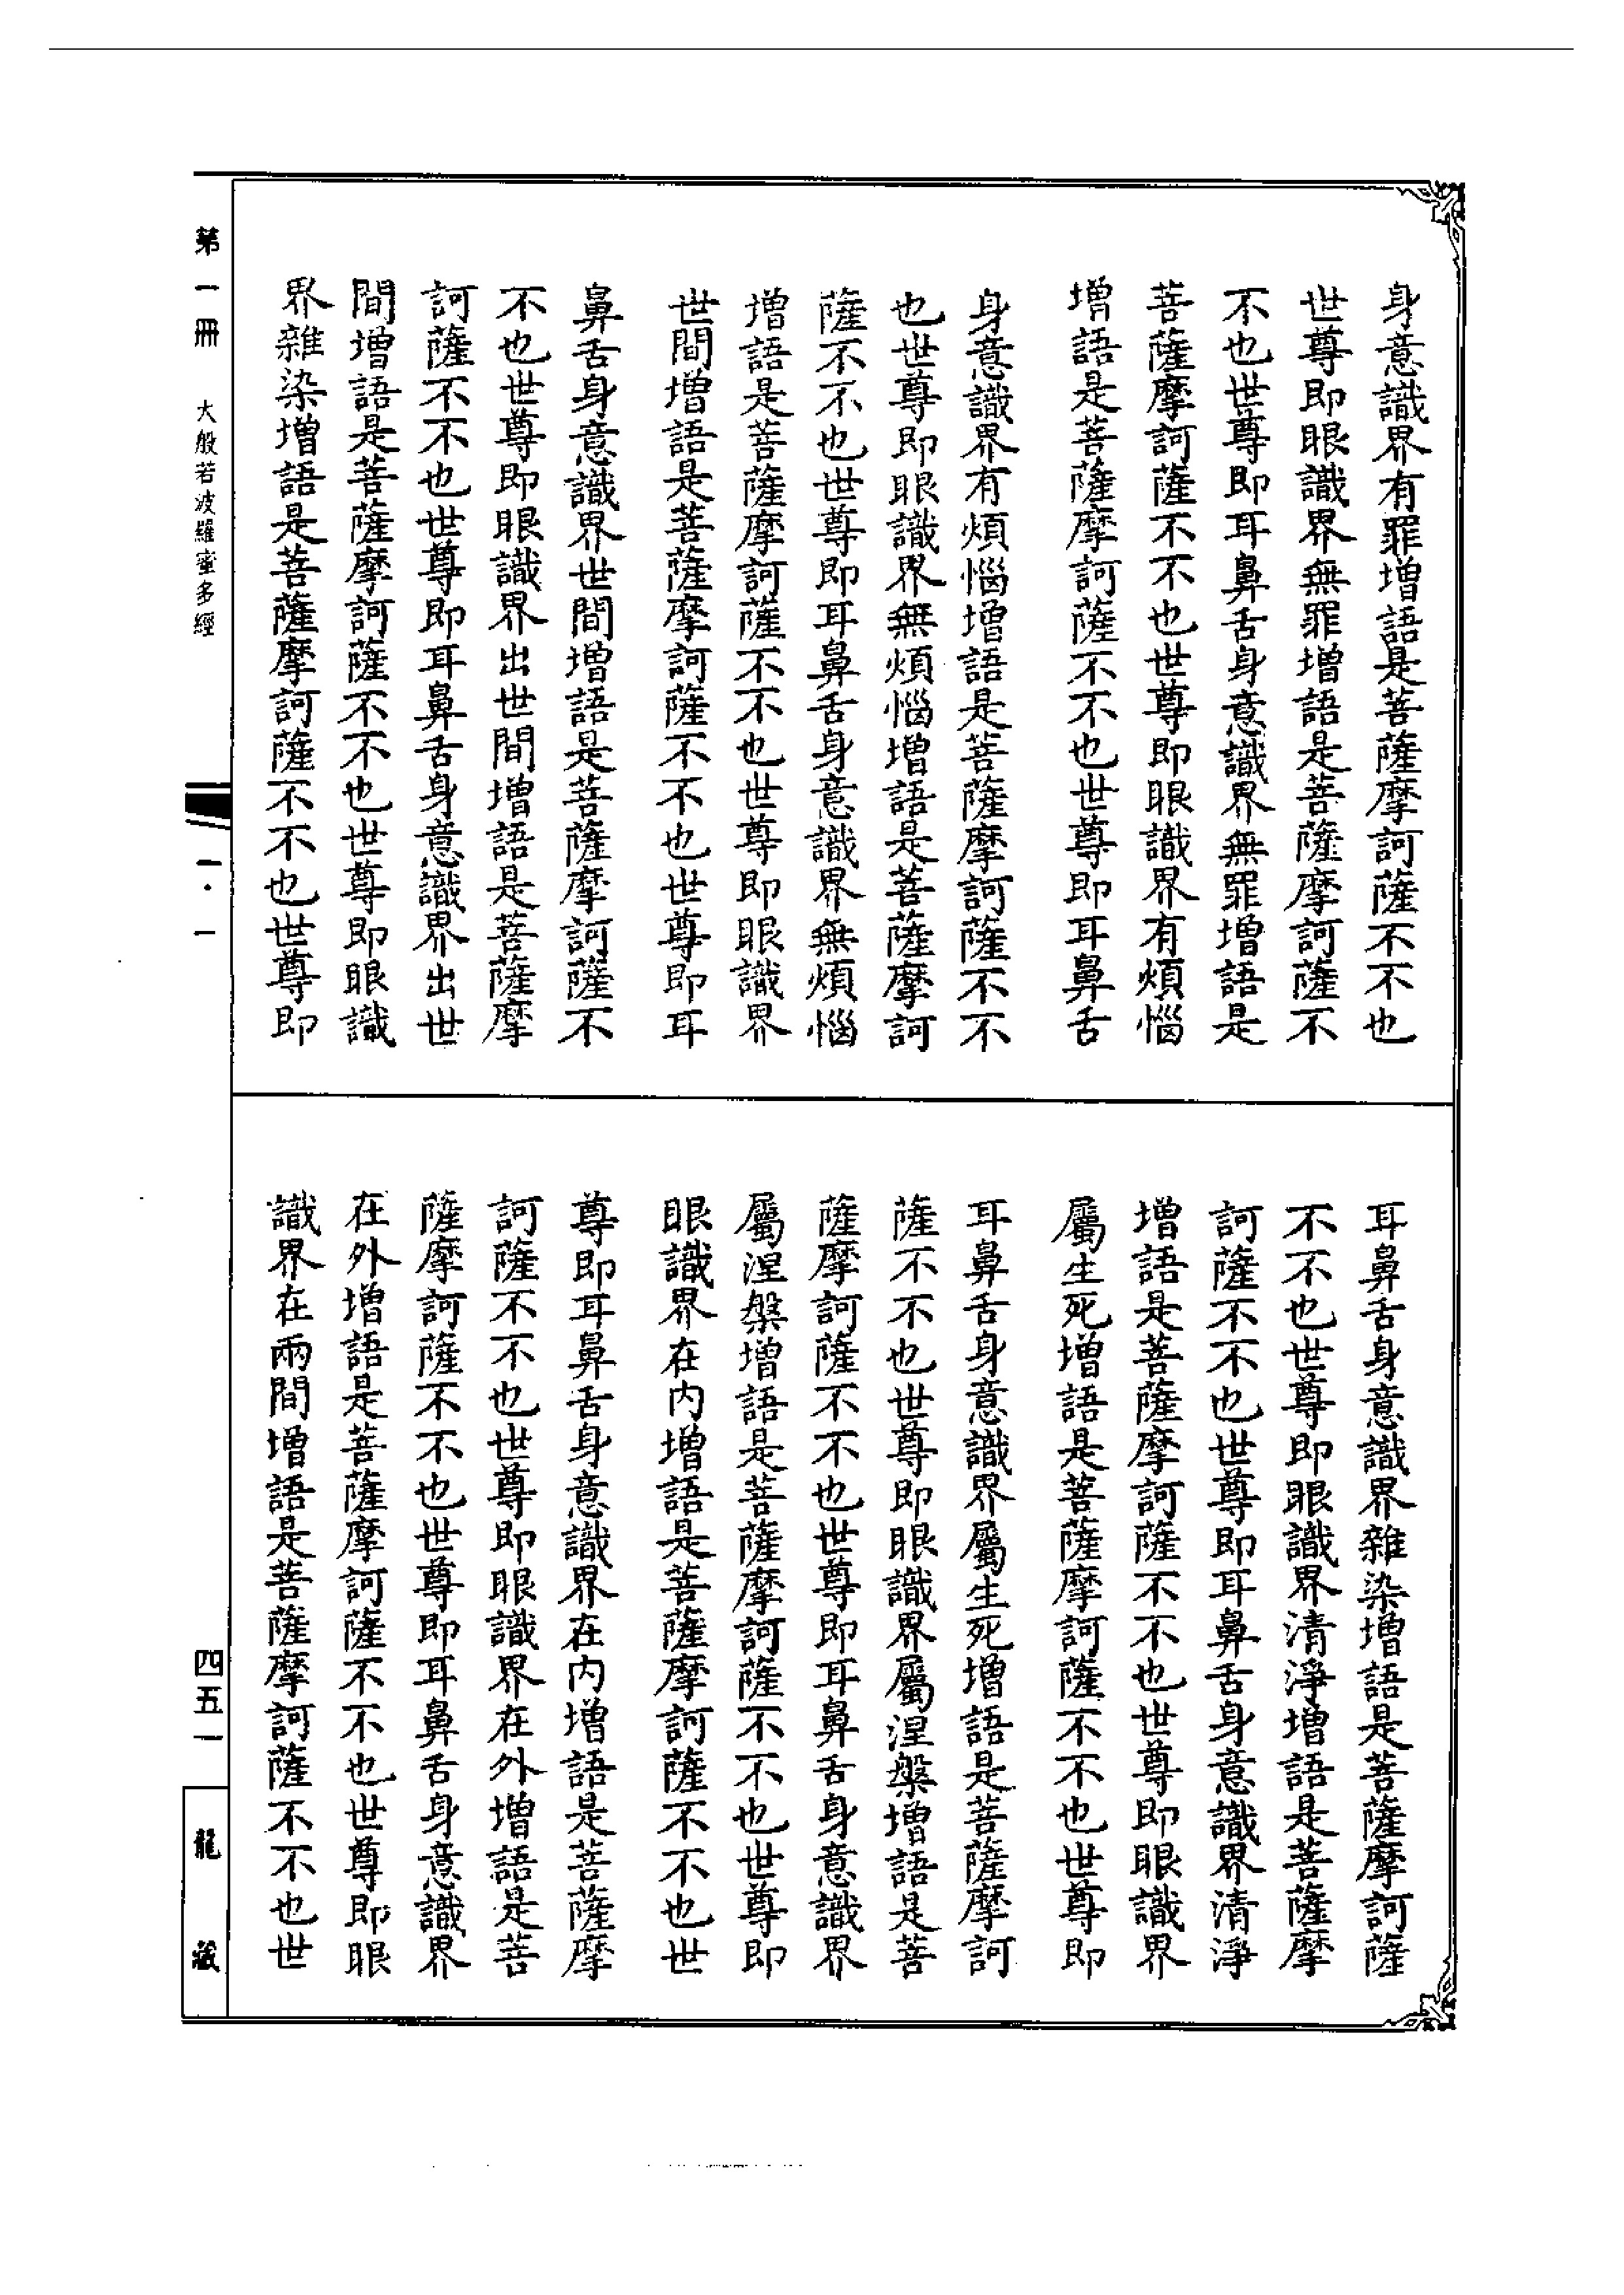 身意識界有罪增語是菩薩摩訶薩不不也
世尊即眼識界無罪增語是菩薩摩訶薩不
不也世尊即耳鼻舌身意識界無罪增語是
菩薩摩訶薩不不也世尊即眼識界有煩惱
增語是菩薩摩訶薩不不也世尊即耳鼻舌
身意識界有煩惱增語是菩薩摩訶薩不不
也世尊即眼識界無煩惱增語是菩薩摩訶
薩不不也世尊即耳鼻舌身意識界無煩惱
增語是菩薩摩訶薩不不也世尊即眼識界
世間增語是菩薩摩訶薩不不也世尊即耳
鼻舌身意識界世間增語是菩薩摩訶薩不
不也世尊即眼識界出世間增語是菩薩摩
訶薩不不也世尊即耳鼻舌身意識界出世
間增語是菩薩摩訶薩不不也世尊即眼識
界雜染增語是菩薩摩訶薩不不也世尊即
耳鼻舌身意識界雜染增語是菩薩摩訶薩
不不也世尊即眼識界清淨增語是菩薩摩
訶薩不不也世尊即耳鼻舌身意識界清淨
增語是菩薩摩訶薩不不也世尊即眼識界
屬生死增語是菩薩摩訶薩不不也世尊即
耳鼻舌身意識界屬生死增語是菩薩摩訶
薩不不也世尊即眼識界屬涅槃增語是菩
薩摩訶薩不不也世尊即耳鼻舌身意識界
屬涅槃增語是菩薩摩訶薩不不也世尊即
眼識界在内增語是菩薩摩訶薩不不也世
尊即耳鼻舌身意識界在内增語是菩薩摩
訶薩不不也世尊即眼識界在外增語是菩
薩摩訶薩不不也世尊即耳鼻舌身意識界
在外增語是菩薩摩訶薩不不也世尊即眼
識界在兩間增語是菩薩摩訶薩不不也世
第一冊 大般若波羅蜜多經 一·一 四五一 龍藏